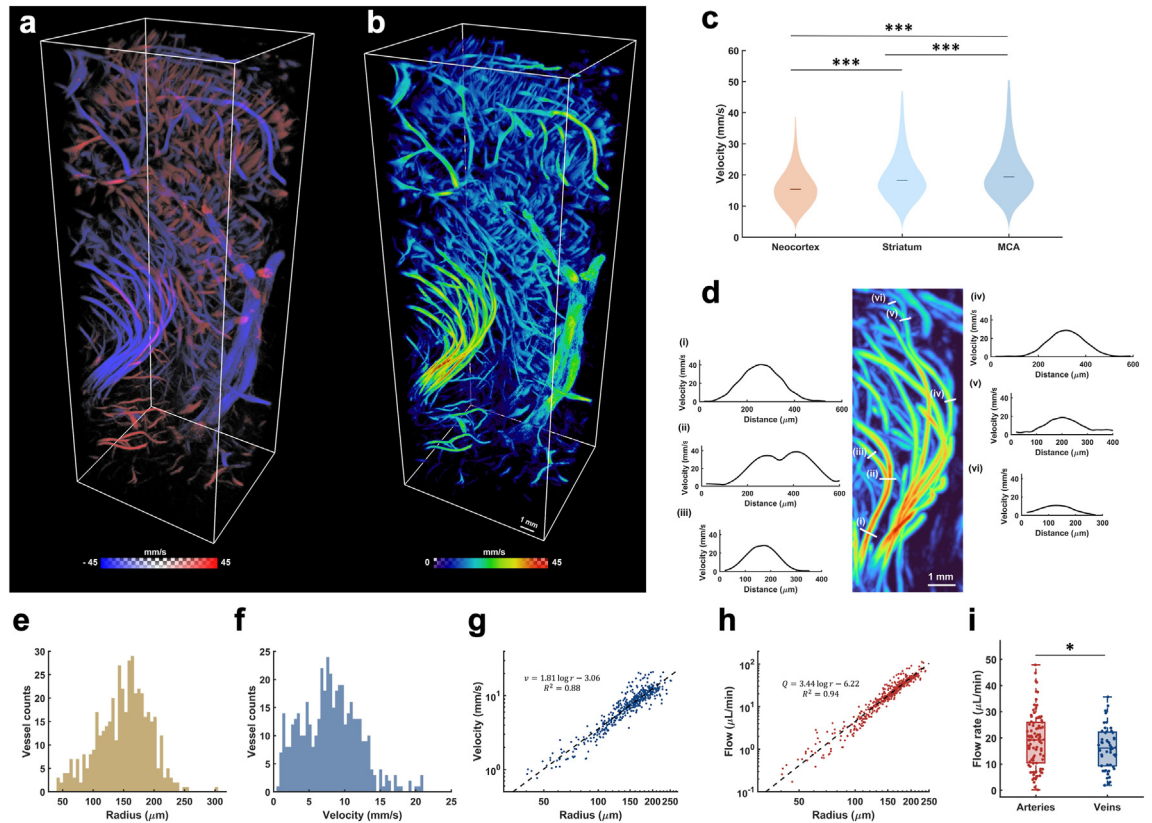 a
b
1 mm
mm/s
- 45
45
mm/s
0
45
c
Velocity (mm/s)
60
50
40
30
20
10
0
***
***
***
Neocortex
Striatum
MCA
d
(i)
Velocity (mm/s
40
20
0
0
200
400
600
Distance (μm)
(ii)
Velocity (mm/s
40
20
0
0
200
400
600
Distance (μm)
(iii)
Velocity (mm/s
40
20
0
0
100
200
300
400
Distance (μm)
(vi)
(v)
(iv)
(iii)
(ii)
(i)
1 mm
(iv)
Velocity (mm/s
40
20
0
0
200
400
600
Distance (μm)
(v)
Velocity (mm/s
40
20
0
0
100
200
300
400
Distance (μm)
(vi)
Velocity (mm/s
40
20
0
0
100
200
300
Distance (μm)
e
Vessel counts
30
25
20
15
10
5
0
50
100
150
200
250
300
Radius (μm)
f
Vessel counts
25
20
15
10
5
0
0
5
10
15
20
25
Velocity (mm/s)
g
v = 1.81 log r - 3.06
R² = 0.88
Velocity (mm/s)
10¹
10⁰
50
100
150
200 250
Radius (μm)
h
Q = 3.44 log r - 6.22
R² = 0.94
Flow (μL/min)
10²
10¹
10⁰
10⁻¹
50
100
150
200 250
Radius (μm)
i
*
Flow rate (μL/min)
50
40
30
20
10
0
Arteries
Veins